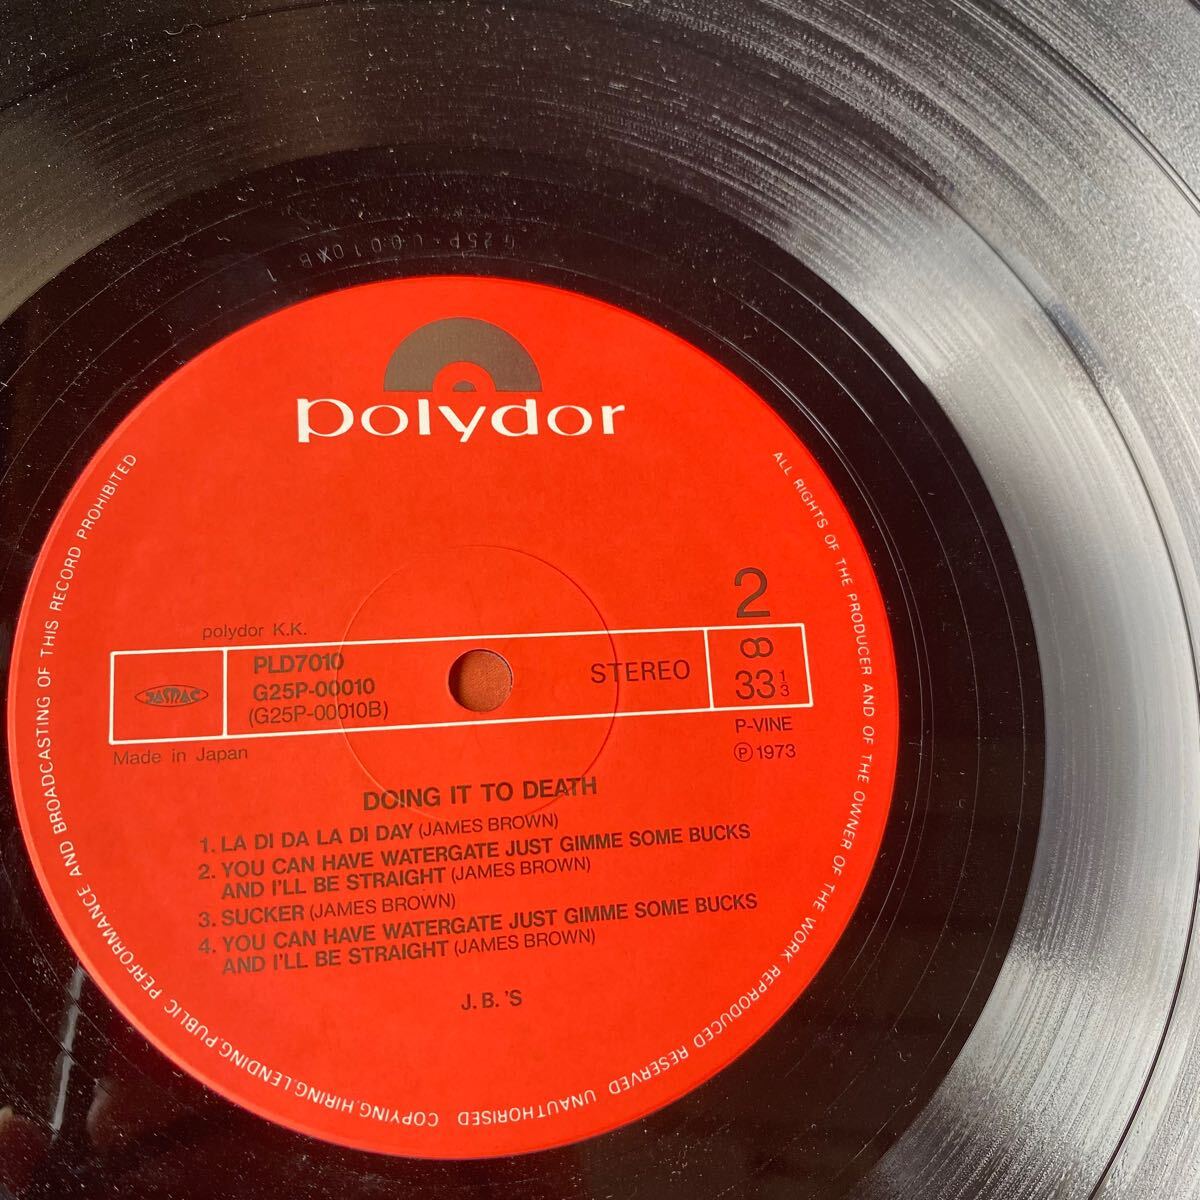 G25P-00010XB 1
polydor
ALL RIGHTS OF THE PRODUCER AND OF THE OWNER OF THE WORK REPRODUCED RESERVED UNAUTHORISED COPYING,HIRING,LENDING,PUBLIC PERFORMANCE AND BROADCASTING OF THIS RECORD PROHIBITED
2
polydor K.K.
JASRAC
PLD7010
G25P-00010
(G25P-00010B)
STEREO
33 1/3
Made in Japan
P-VINE
Ⓟ 1973
DOING IT TO DEATH
1. LA DI DA LA DI DAY (JAMES BROWN)
2. YOU CAN HAVE WATERGATE JUST GIMME SOME BUCKS
AND I'LL BE STRAIGHT (JAMES BROWN)
3. SUCKER (JAMES BROWN)
4. YOU CAN HAVE WATERGATE JUST GIMME SOME BUCKS
AND I'LL BE STRAIGHT (JAMES BROWN)
J. B. 'S